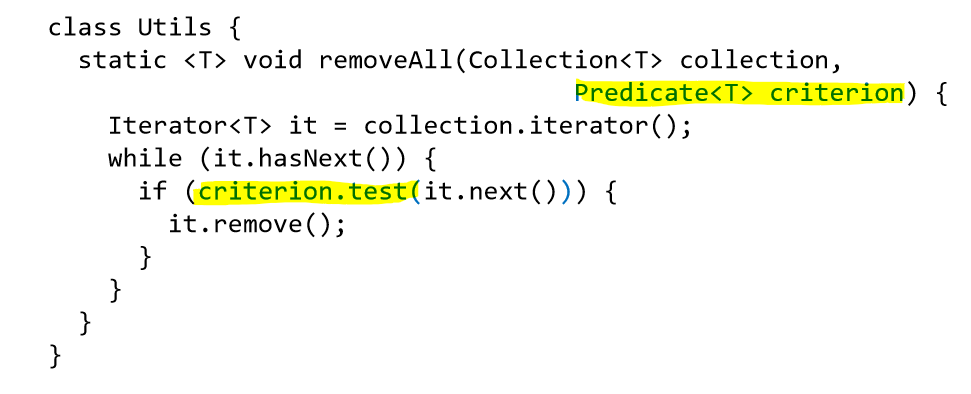 class Utils {
  static <T> void removeAll(Collection<T> collection,
                                   Predicate<T> criterion) {
    Iterator<T> it = collection.iterator();
    while (it.hasNext()) {
      if (criterion.test(it.next())) {
        it.remove();
      }
    }
  }
}